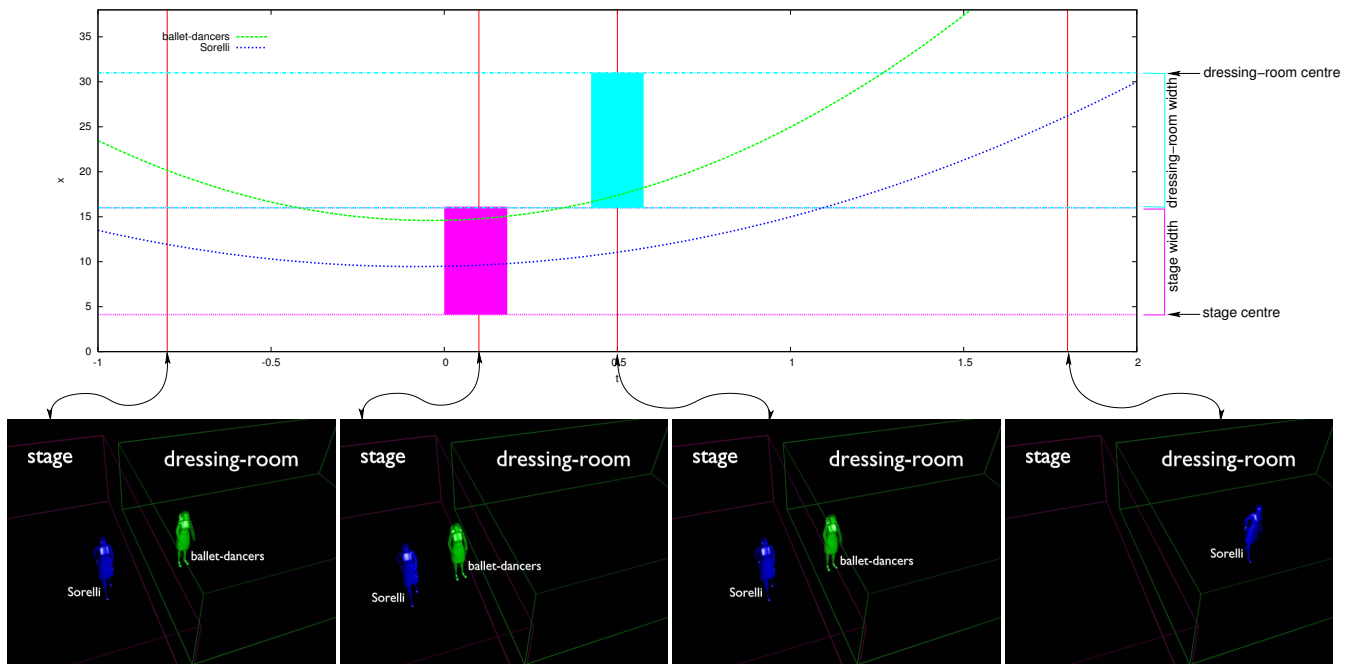 35
30
25
20
15
10
5
0
x
ballet-dancers
Sorelli
-1
-0.5
0
0.5
1
1.5
2
t
dressing-room centre
dressing-room width
stage width
stage centre
stage
dressing-room
ballet-dancers
Sorelli
stage
dressing-room
ballet-dancers
Sorelli
stage
dressing-room
ballet-dancers
Sorelli
stage
dressing-room
Sorelli